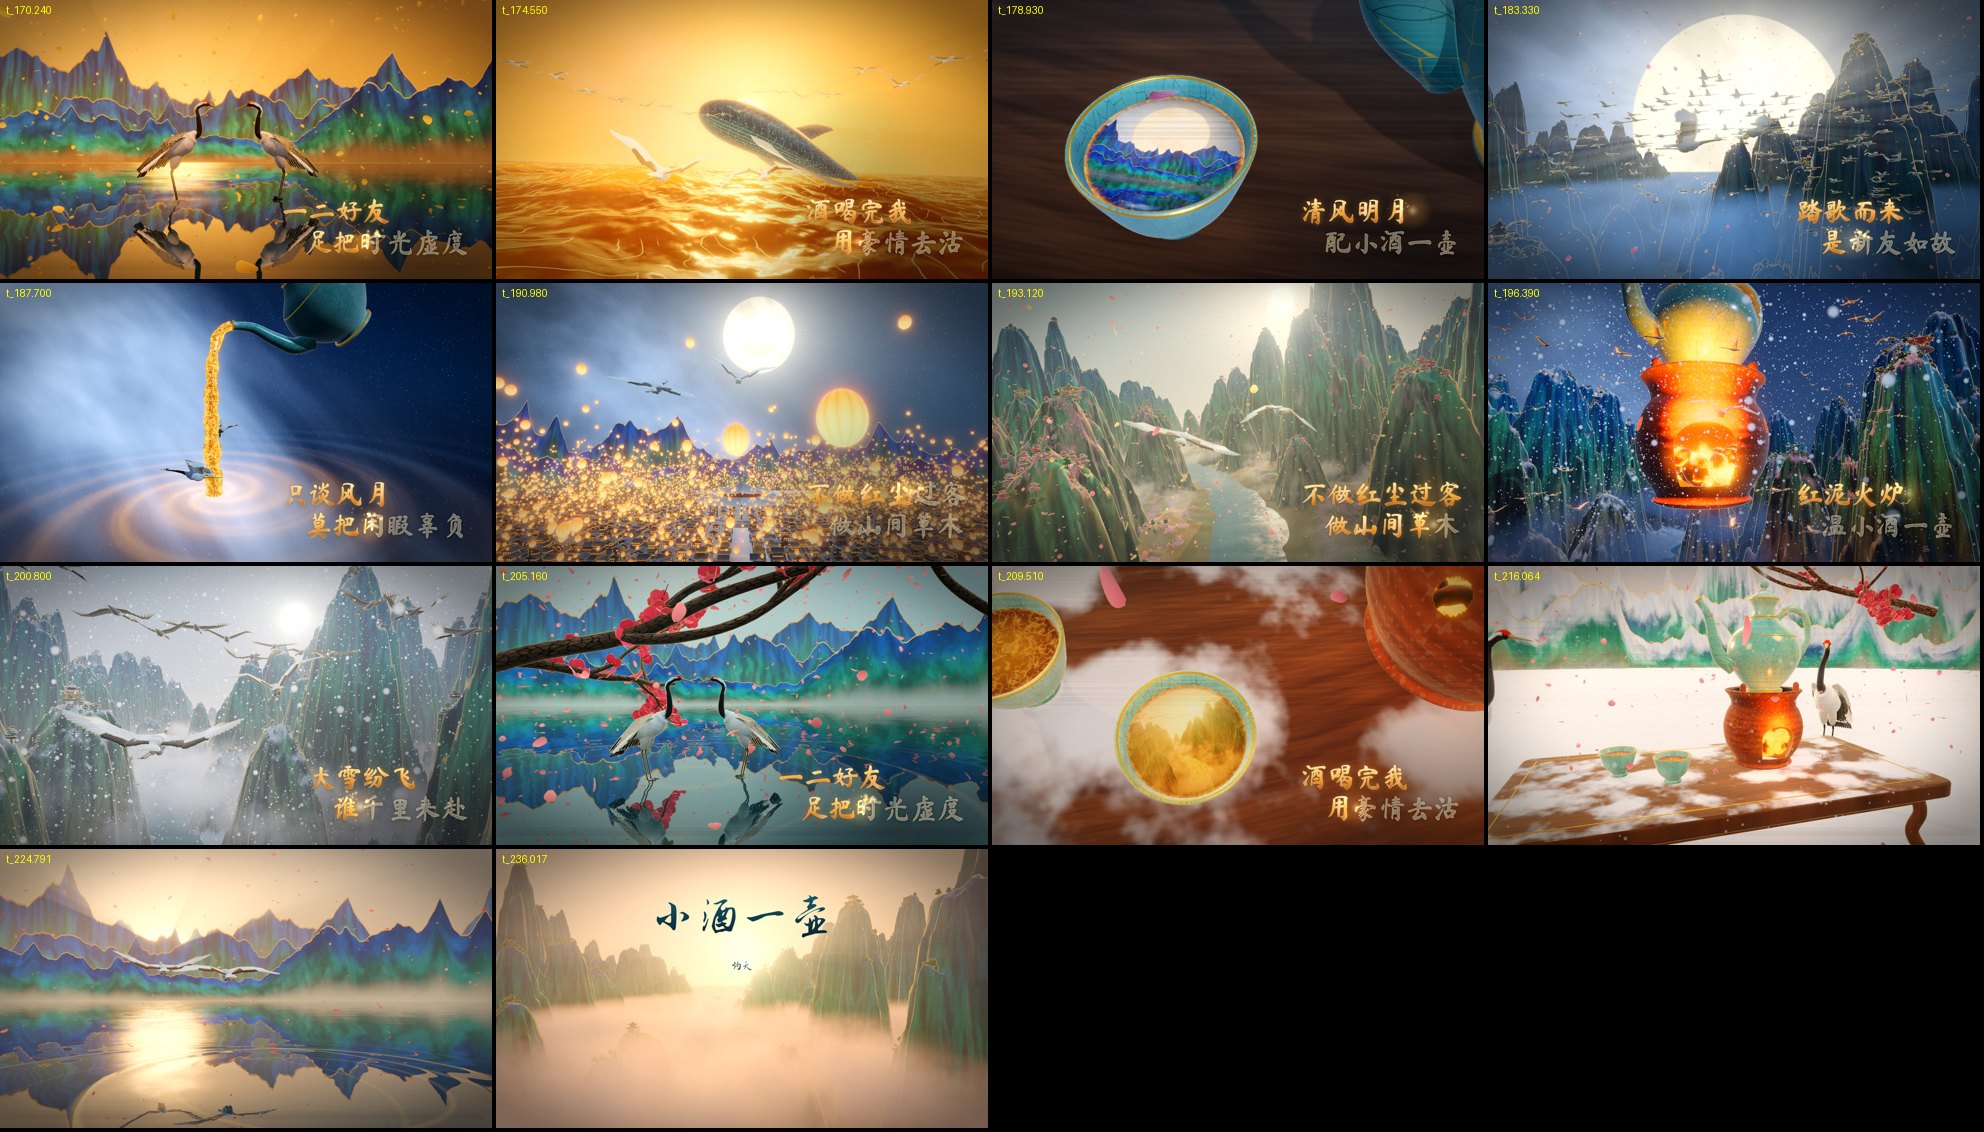 t_170.240
一二好友
足把时光虚度
t_174.550
酒喝完我
用豪情去沽
t_178.930
清风明月
配小酒一壶
t_183.330
踏歌而来
是新友如故
t_187.700
只谈风月
莫把闲暇辜负
t_190.980
不做红尘过客
做山间草木
t_193.120
不做红尘过客
做山间草木
t_196.390
红泥火炉
温小酒一壶
t_200.800
大雪纷飞
谁千里来赴
t_205.160
一二好友
足把时光虚度
t_209.510
酒喝完我
用豪情去沽
t_216.064
t_224.791
t_236.017
小酒一壶